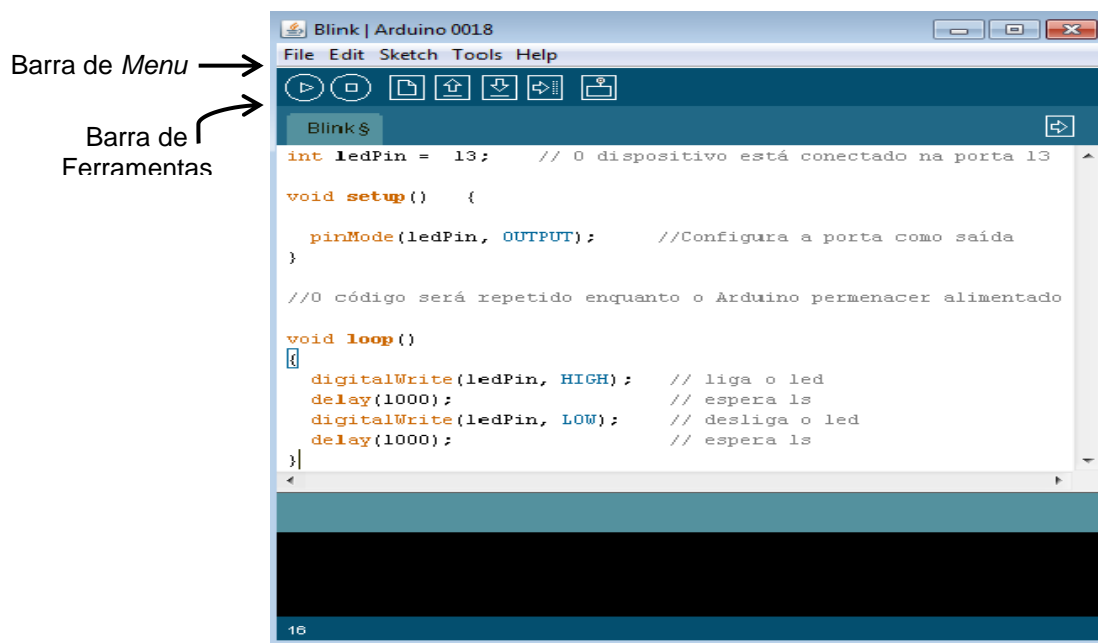 Blink | Arduino 0018
File Edit Sketch Tools Help
Barra de Menu
Barra de
Ferramentas
Blink§
int ledPin = 13; // O dispositivo está conectado na porta 13
void setup() {
pinMode(ledPin, OUTPUT); //Configura a porta como saída
}
//O código será repetido enquanto o Arduino permenacer alimentado
void loop()
{
digitalWrite(ledPin, HIGH); // liga o led
delay(1000); // espera 1s
digitalWrite(ledPin, LOW); // desliga o led
delay(1000); // espera 1s
}
16